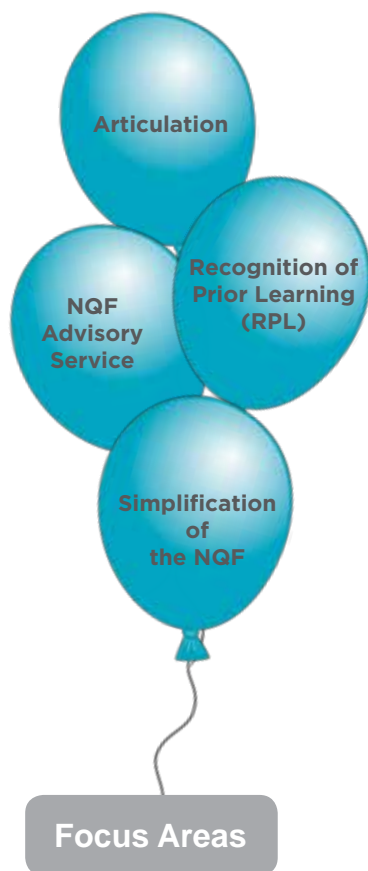 Articulation
Recognition of
Prior Learning
(RPL)
NQF
Advisory
Service
Simplification
of
the NQF
Focus Areas